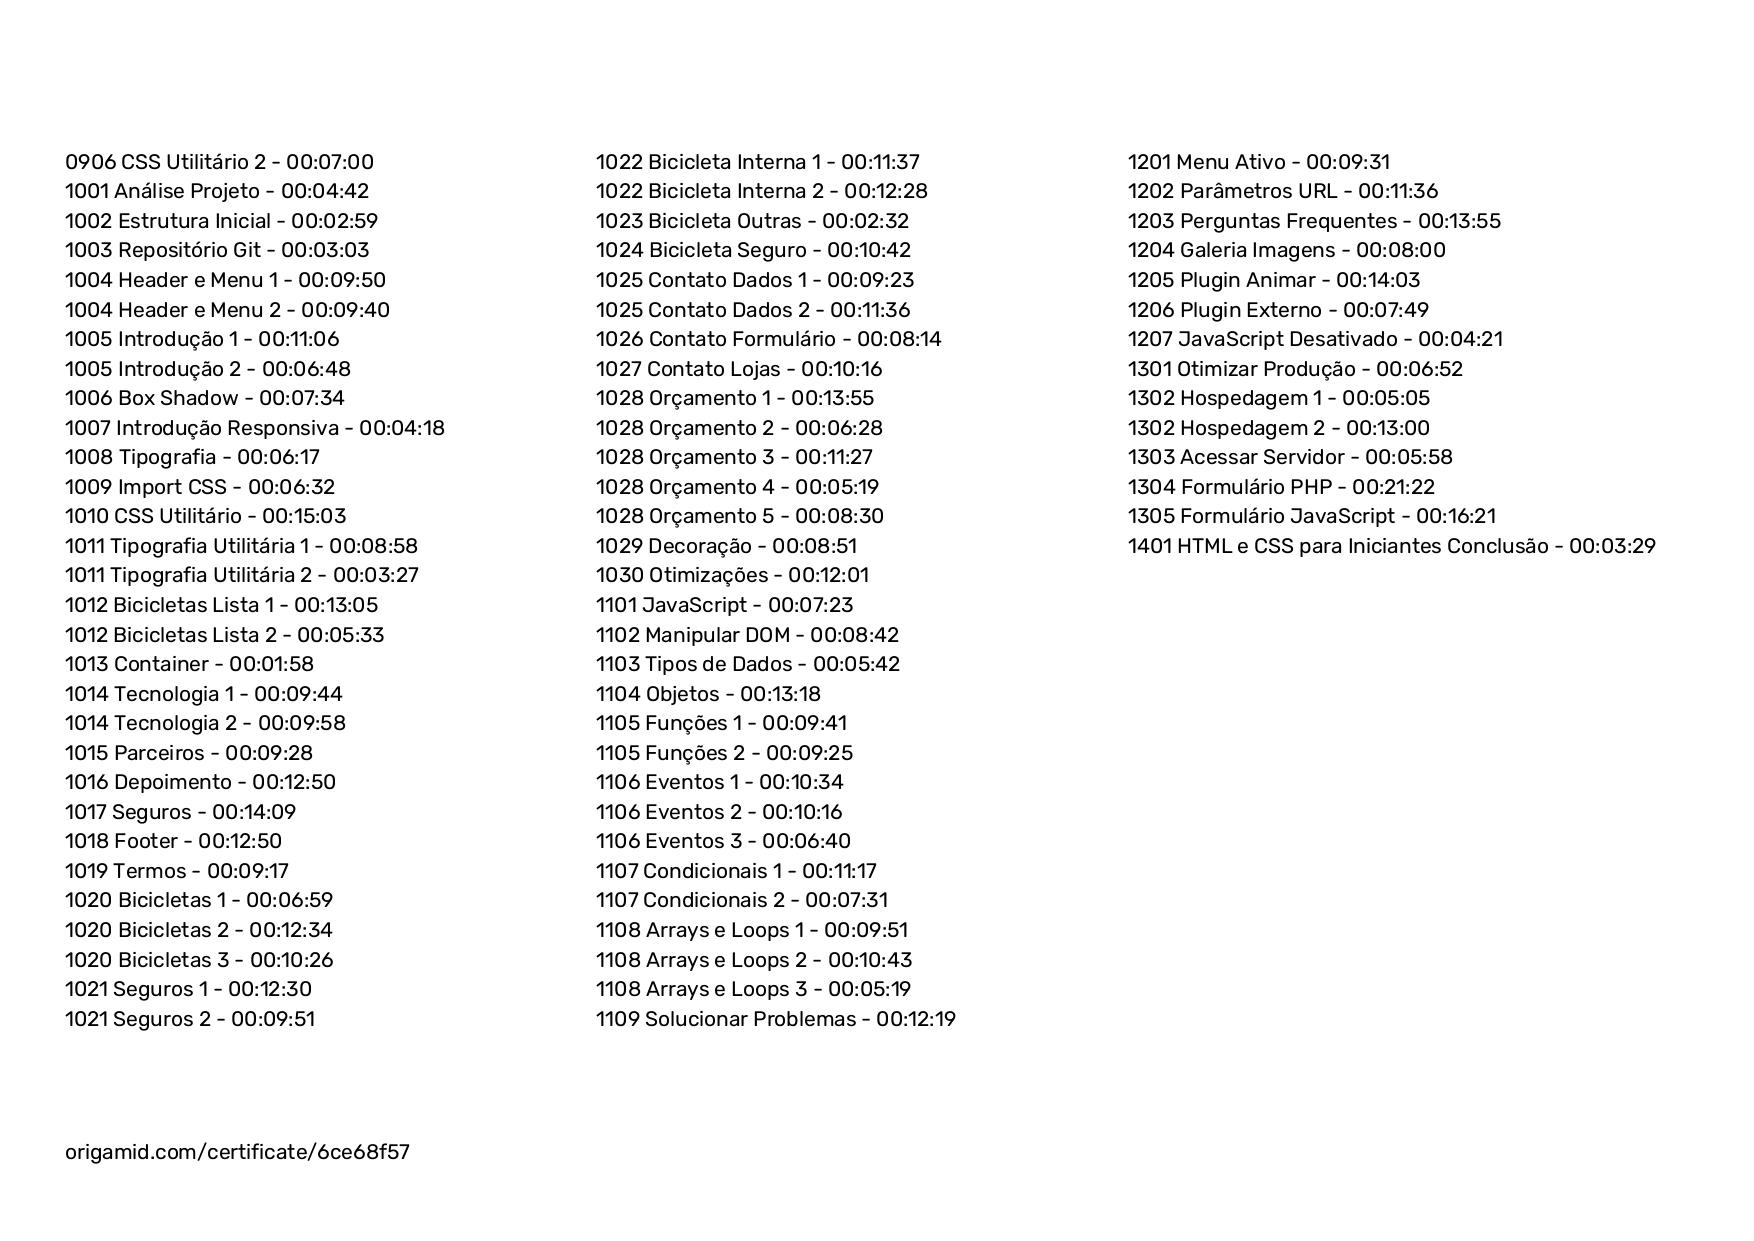 0906 CSS Utilitário 2 - 00:07:00
1001 Análise Projeto - 00:04:42
1002 Estrutura Inicial - 00:02:59
1003 Repositório Git - 00:03:03
1004 Header e Menu 1 - 00:09:50
1004 Header e Menu 2 - 00:09:40
1005 Introdução 1 - 00:11:06
1005 Introdução 2 - 00:06:48
1006 Box Shadow - 00:07:34
1007 Introdução Responsiva - 00:04:18
1008 Tipografia - 00:06:17
1009 Import CSS - 00:06:32
1010 CSS Utilitário - 00:15:03
1011 Tipografia Utilitária 1 - 00:08:58
1011 Tipografia Utilitária 2 - 00:03:27
1012 Bicicletas Lista 1 - 00:13:05
1012 Bicicletas Lista 2 - 00:05:33
1013 Container - 00:01:58
1014 Tecnologia 1 - 00:09:44
1014 Tecnologia 2 - 00:09:58
1015 Parceiros - 00:09:28
1016 Depoimento - 00:12:50
1017 Seguros - 00:14:09
1018 Footer - 00:12:50
1019 Termos - 00:09:17
1020 Bicicletas 1 - 00:06:59
1020 Bicicletas 2 - 00:12:34
1020 Bicicletas 3 - 00:10:26
1021 Seguros 1 - 00:12:30
1021 Seguros 2 - 00:09:51
1022 Bicicleta Interna 1 - 00:11:37
1022 Bicicleta Interna 2 - 00:12:28
1023 Bicicleta Outras - 00:02:32
1024 Bicicleta Seguro - 00:10:42
1025 Contato Dados 1 - 00:09:23
1025 Contato Dados 2 - 00:11:36
1026 Contato Formulário - 00:08:14
1027 Contato Lojas - 00:10:16
1028 Orçamento 1 - 00:13:55
1028 Orçamento 2 - 00:06:28
1028 Orçamento 3 - 00:11:27
1028 Orçamento 4 - 00:05:19
1028 Orçamento 5 - 00:08:30
1029 Decoração - 00:08:51
1030 Otimizações - 00:12:01
1101 JavaScript - 00:07:23
1102 Manipular DOM - 00:08:42
1103 Tipos de Dados - 00:05:42
1104 Objetos - 00:13:18
1105 Funções 1 - 00:09:41
1105 Funções 2 - 00:09:25
1106 Eventos 1 - 00:10:34
1106 Eventos 2 - 00:10:16
1106 Eventos 3 - 00:06:40
1107 Condicionais 1 - 00:11:17
1107 Condicionais 2 - 00:07:31
1108 Arrays e Loops 1 - 00:09:51
1108 Arrays e Loops 2 - 00:10:43
1108 Arrays e Loops 3 - 00:05:19
1109 Solucionar Problemas - 00:12:19
1201 Menu Ativo - 00:09:31
1202 Parâmetros URL - 00:11:36
1203 Perguntas Frequentes - 00:13:55
1204 Galeria Imagens - 00:08:00
1205 Plugin Animar - 00:14:03
1206 Plugin Externo - 00:07:49
1207 JavaScript Desativado - 00:04:21
1301 Otimizar Produção - 00:06:52
1302 Hospedagem 1 - 00:05:05
1302 Hospedagem 2 - 00:13:00
1303 Acessar Servidor - 00:05:58
1304 Formulário PHP - 00:21:22
1305 Formulário JavaScript - 00:16:21
1401 HTML e CSS para Iniciantes Conclusão - 00:03:29
origamid.com/certificate/6ce68f57